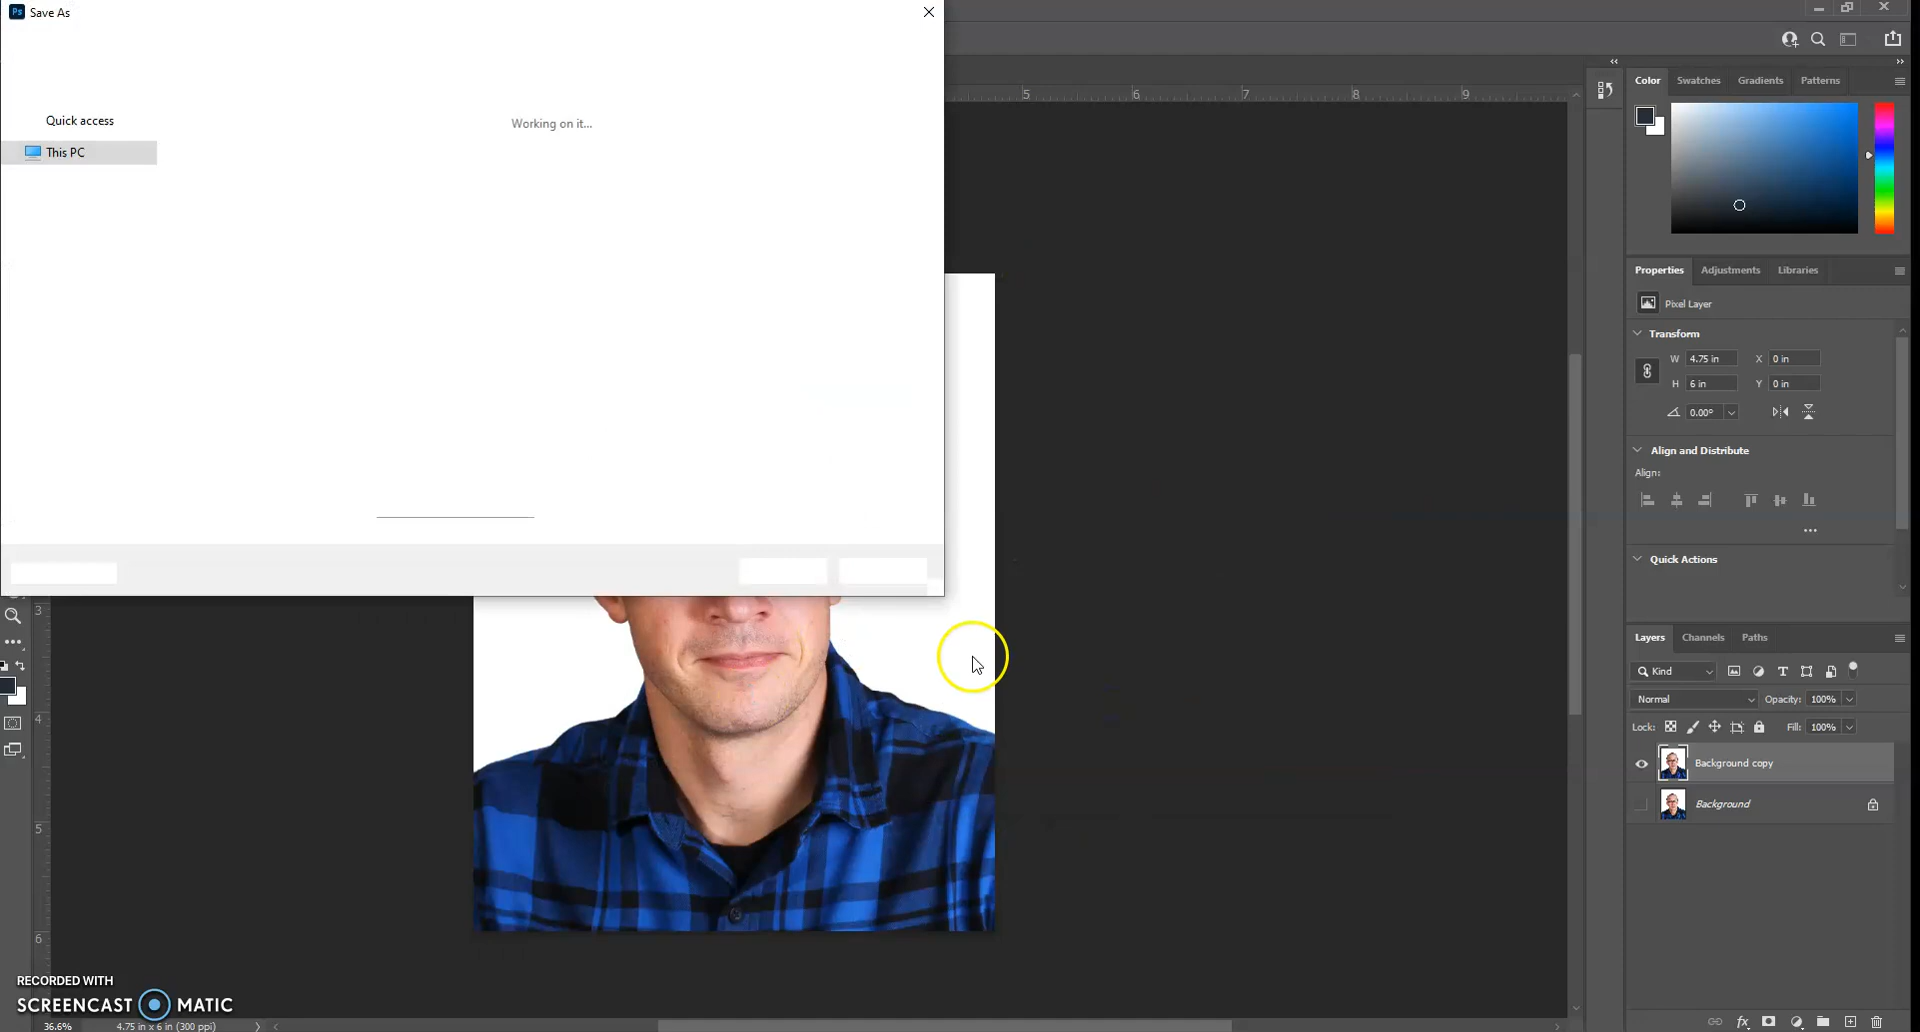 Ps Save As
Quick access
This PC
Working on it...
5 6 7 8 9
Color Swatches Gradients Patterns
Properties Adjustments Libraries
Pixel Layer
Transform
W 4.75 in X 0 in
H 6 in Y 0 in
0.00°
Align and Distribute
Align:
Quick Actions
3
4
5
6
Layers Channels Paths
Kind
Normal Opacity: 100%
Lock: Fill: 100%
Background copy
Background
RECORDED WITH
SCREENCAST MATIC
36.6% 4.75 in x 6 in (300 ppi)